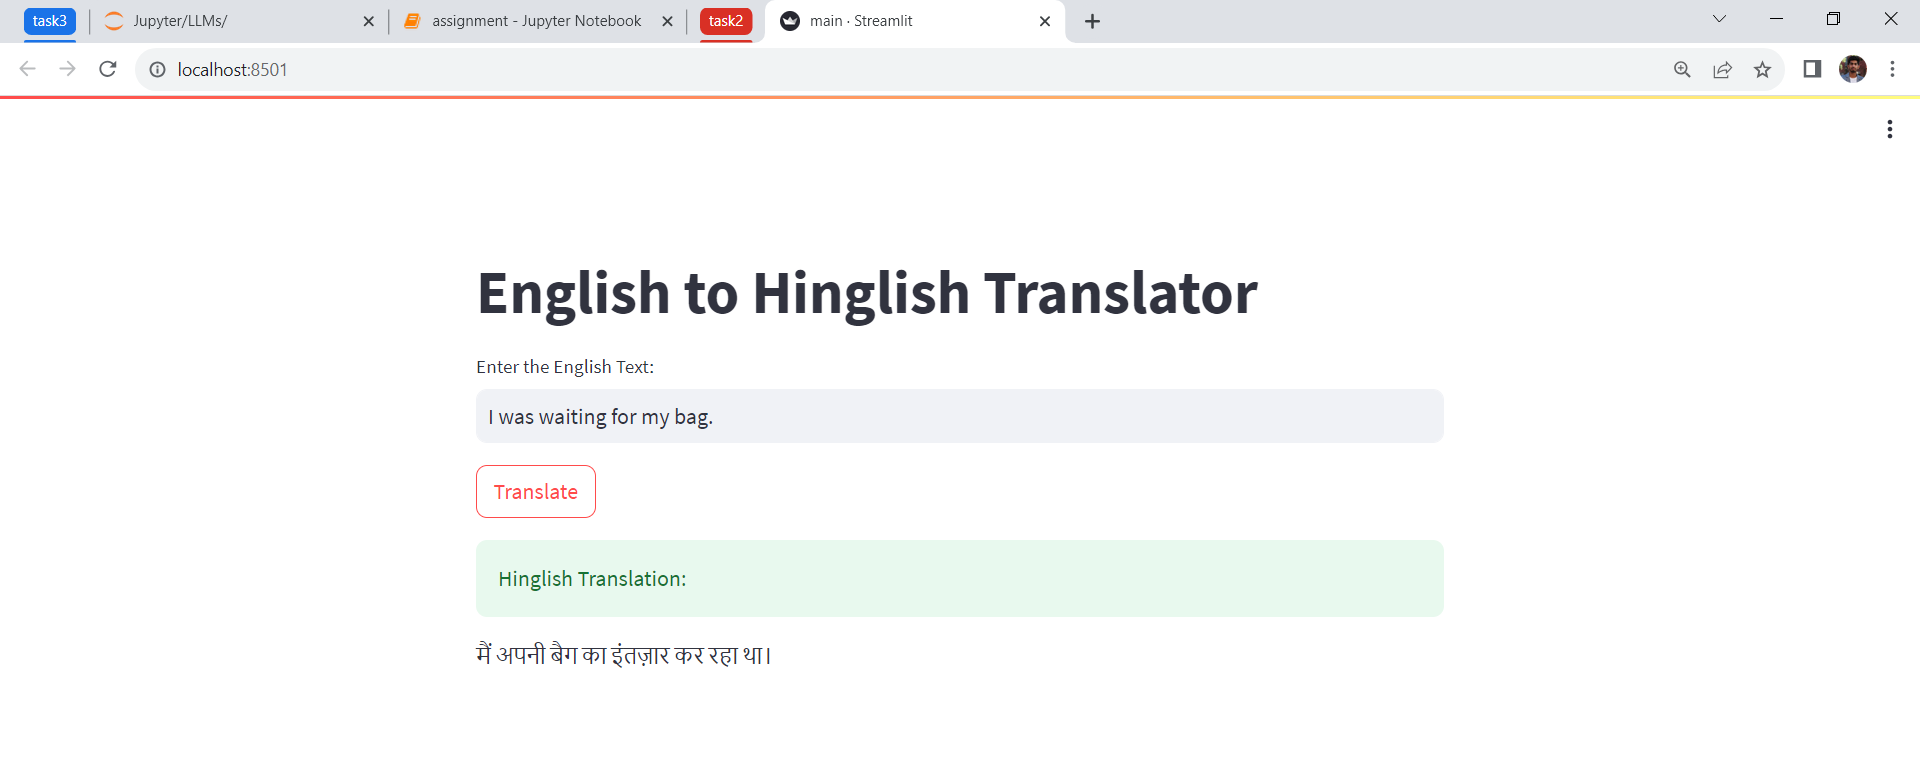 task3 Jupyter/LLMs/ assignment - Jupyter Notebook task2 main · Streamlit
localhost:8501
English to Hinglish Translator
Enter the English Text:
I was waiting for my bag.
Translate
Hinglish Translation:
मैं अपनी बैग का इंतज़ार कर रहा था।